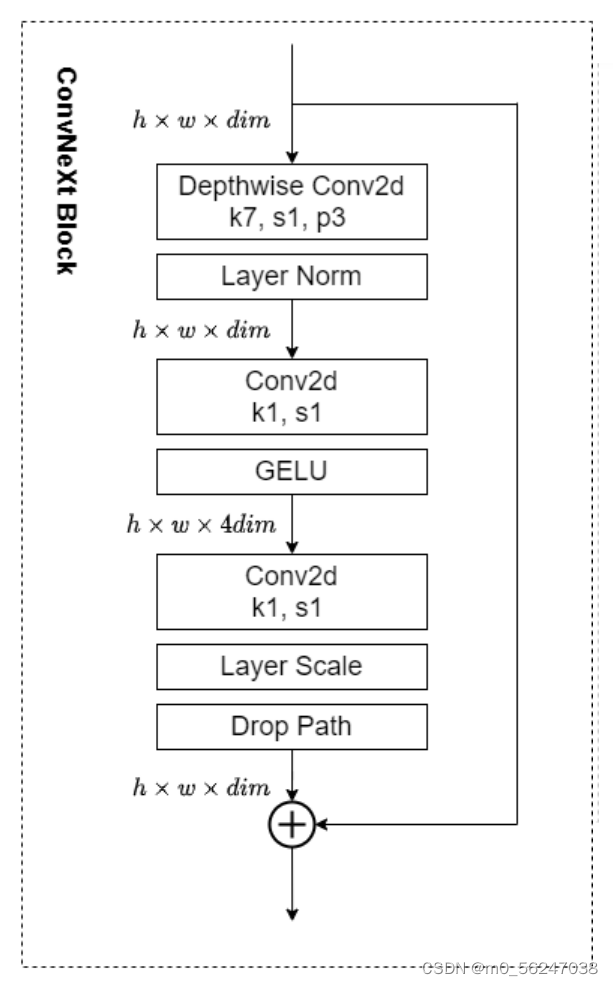 ConvNeXt Block
h × w × dim
Depthwise Conv2d
k7, s1, p3
Layer Norm
h × w × dim
Conv2d
k1, s1
GELU
h × w × 4dim
Conv2d
k1, s1
Layer Scale
Drop Path
h × w × dim
CSDN @m0_56247038